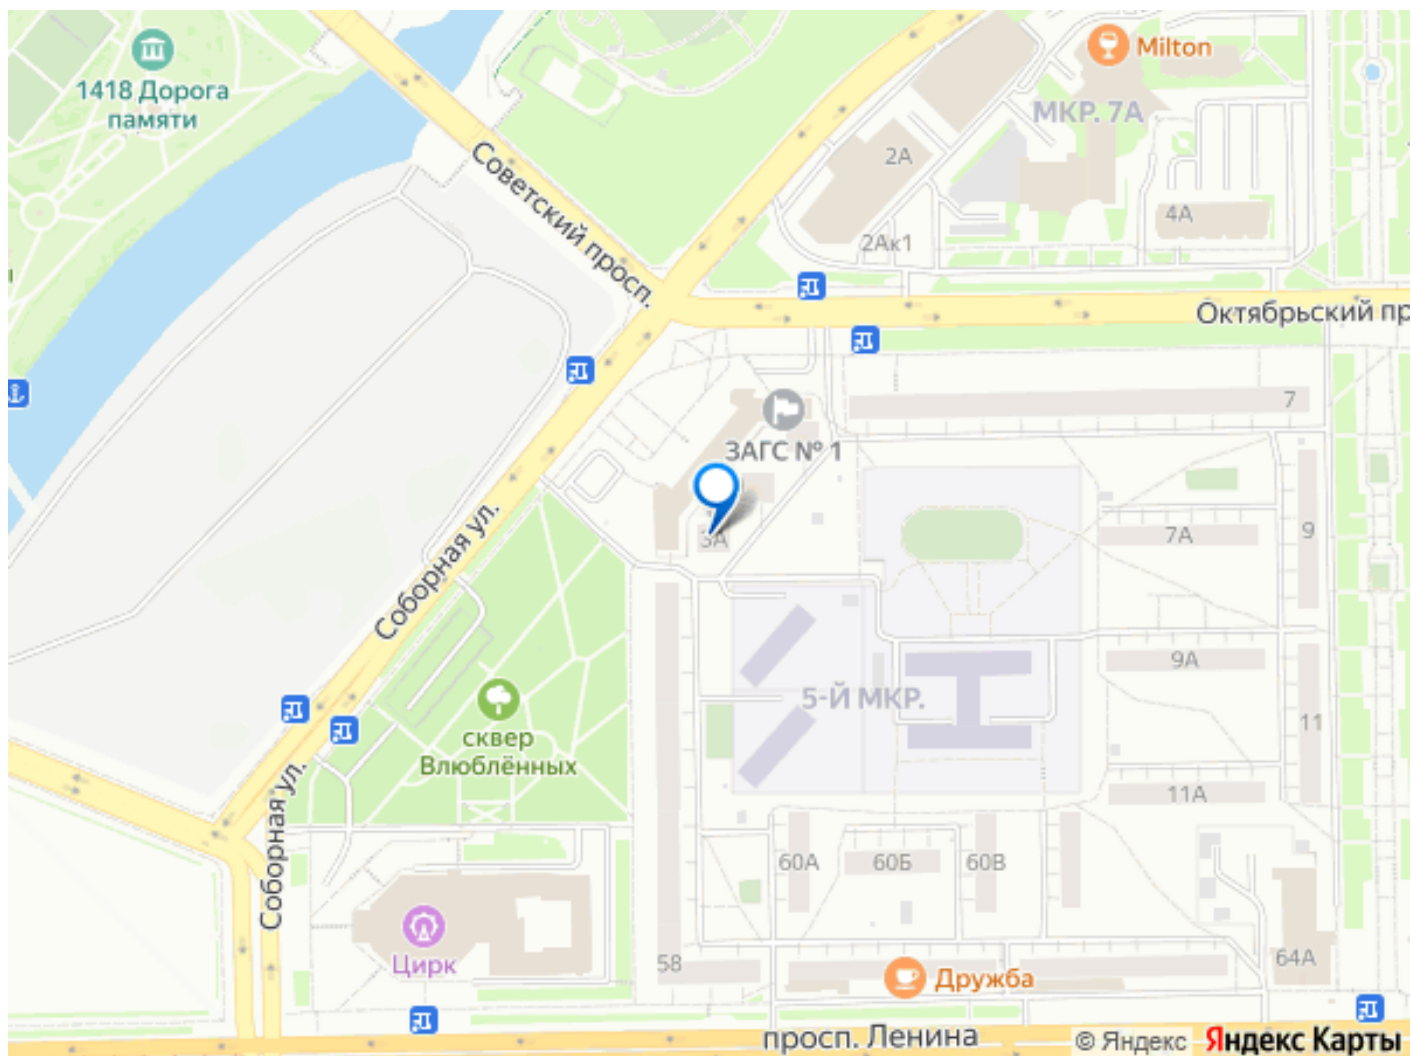 Milton
1418 Дорога
памяти
МКР. 7А
Советский просп.
2А
4А
2Ак1
Октябрьский пр
7
ЗАГС № 1
3А
7А
9
Соборная ул.
9А
5-Й МКР.
11
сквер
Влюблённых
11А
Соборная ул.
60А
60Б
60В
Цирк
58
64А
Дружба
просп. Ленина
© Яндекс Яндекс Карты